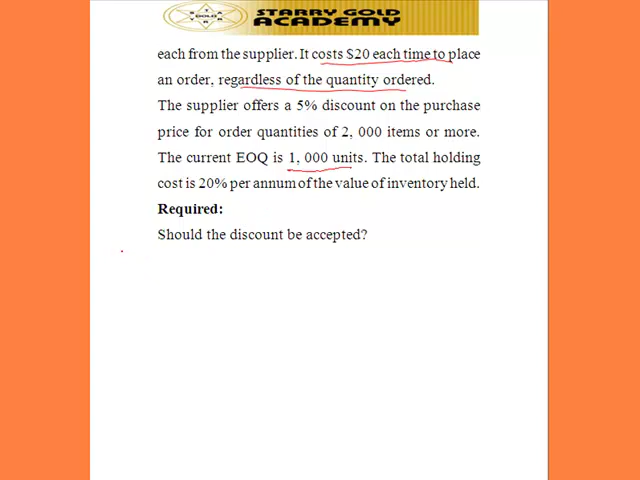 STARRY GOLD
ACADEMY
each from the supplier. It costs $20 each time to place
an order, regardless of the quantity ordered.
The supplier offers a 5% discount on the purchase
price for order quantities of 2, 000 items or more.
The current EOQ is 1, 000 units. The total holding
cost is 20% per annum of the value of inventory held.
Required:
Should the discount be accepted?